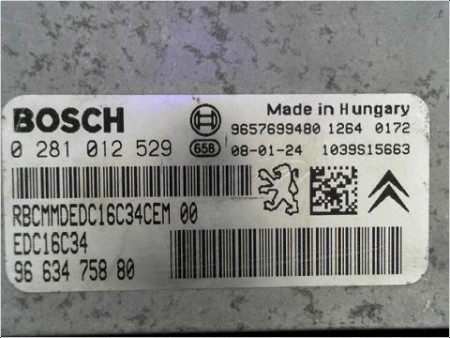 BOSCH
Made in Hungary
9657699480 1264 0172
0 281 012 529
658
08-01-24 1039S15663
RBCMMDEDC16C34CEM 00
EDC16C34
96 634 758 80